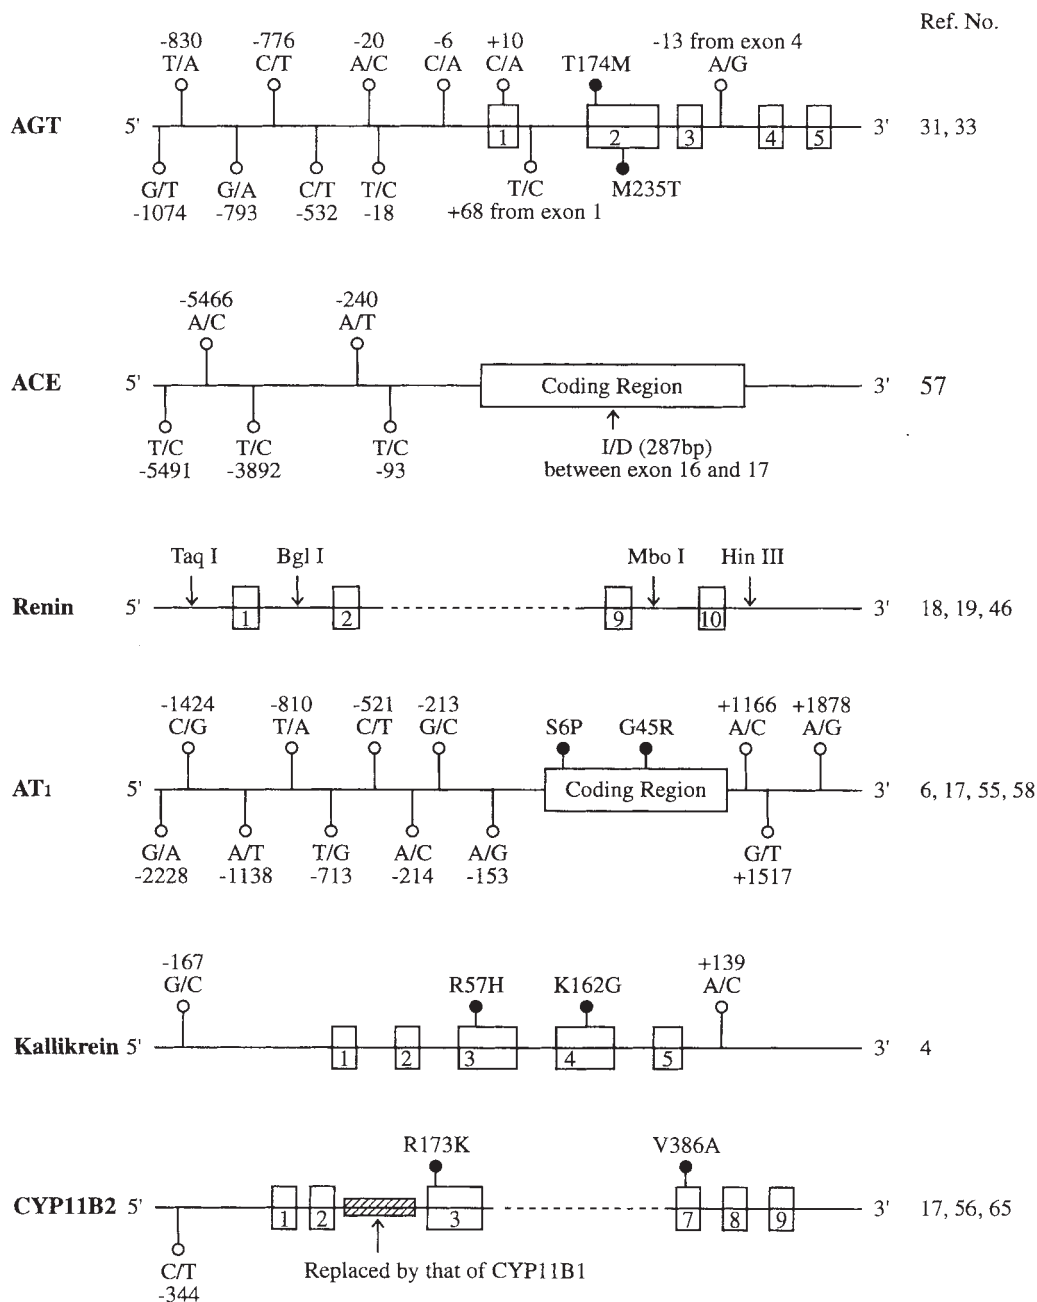 Ref. No.
-830 -776 -20 -6 +10 -13 from exon 4
T/A C/T A/C C/A C/A T174M A/G
AGT 5' 1 2 3 4 5 3' 31, 33
G/T G/A C/T T/C T/C M235T
-1074 -793 -532 -18 +68 from exon 1
-5466 -240
A/C A/T
ACE 5' Coding Region 3' 57
T/C T/C T/C I/D (287bp)
-5491 -3892 -93 between exon 16 and 17
Taq I Bgl I Mbo I Hin III
Renin 5' 1 2 9 10 3' 18, 19, 46
-1424 -810 -521 -213 +1166 +1878
C/G T/A C/T G/C S6P G45R A/C A/G
AT1 5' Coding Region 3' 6, 17, 55, 58
G/A A/T T/G A/C A/G G/T
-2228 -1138 -713 -214 -153 +1517
-167 +139
G/C R57H K162G A/C
Kallikrein 5' 1 2 3 4 5 3' 4
R173K V386A
CYP11B2 5' 1 2 3 7 8 9 3' 17, 56, 65
C/T Replaced by that of CYP11B1
-344